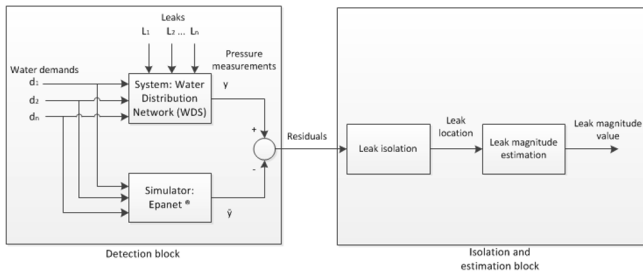 Leaks
L₁ L₂ ... Lₙ
Pressure
measurements
Water demands
d₁
d₂
dₙ
System: Water
Distribution
Network (WDS)
y
+
-
Residuals
Simulator:
Epanet ®
ŷ
Detection block
Leak isolation
Leak
location
Leak magnitude
estimation
Leak magnitude
value
Isolation and
estimation block